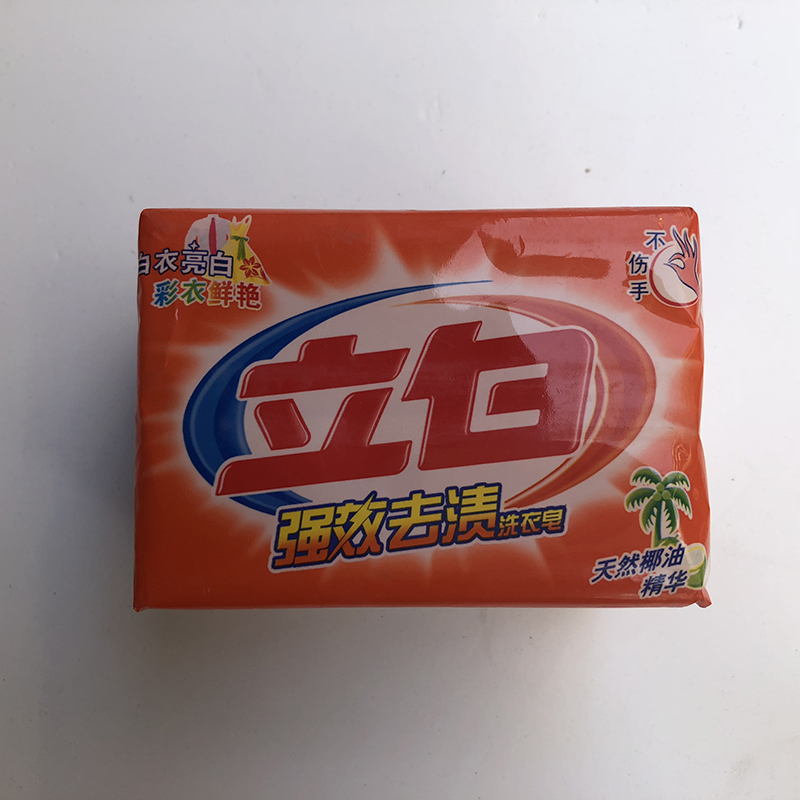 白衣亮白
彩衣鲜艳
不伤手
立白
强效去渍洗衣皂
天然椰油
精华